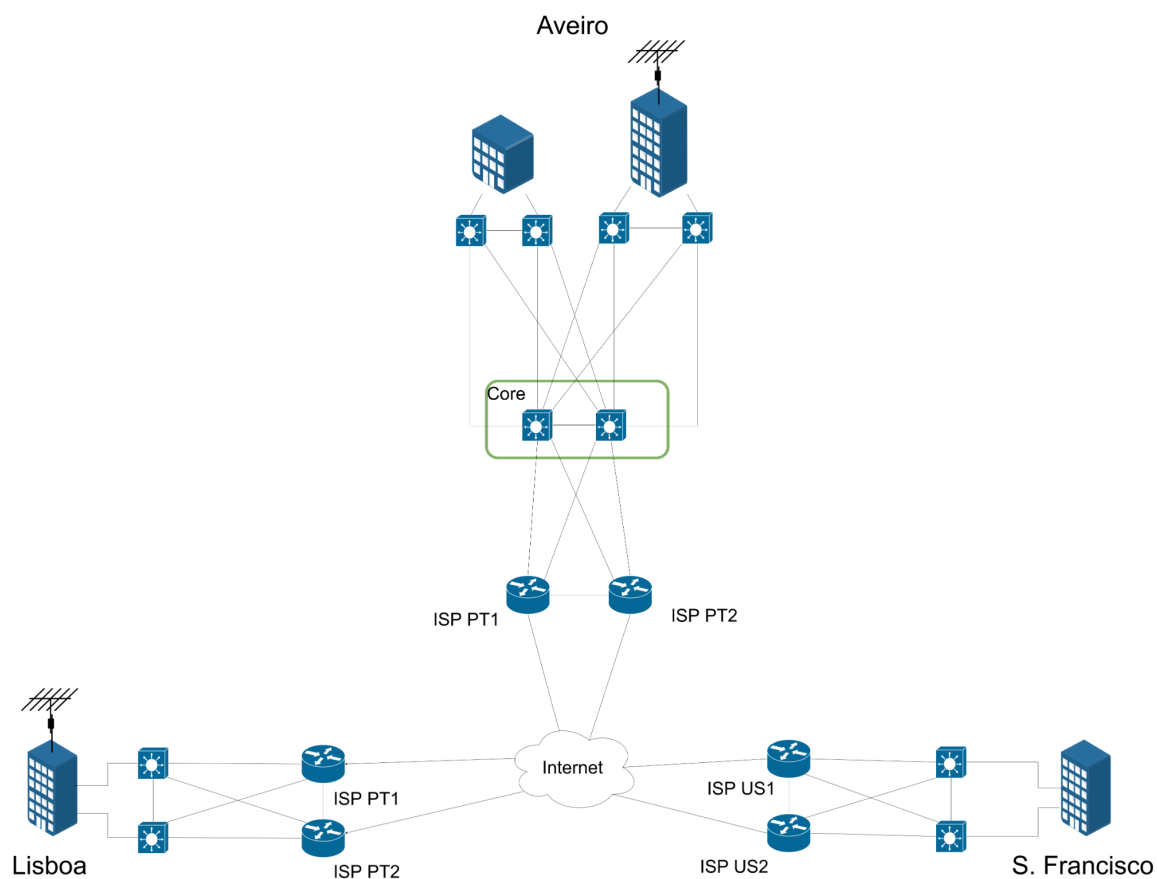 Aveiro
Core
ISP PT1
ISP PT2
Internet
ISP PT1
ISP US1
ISP PT2
ISP US2
Lisboa
S. Francisco